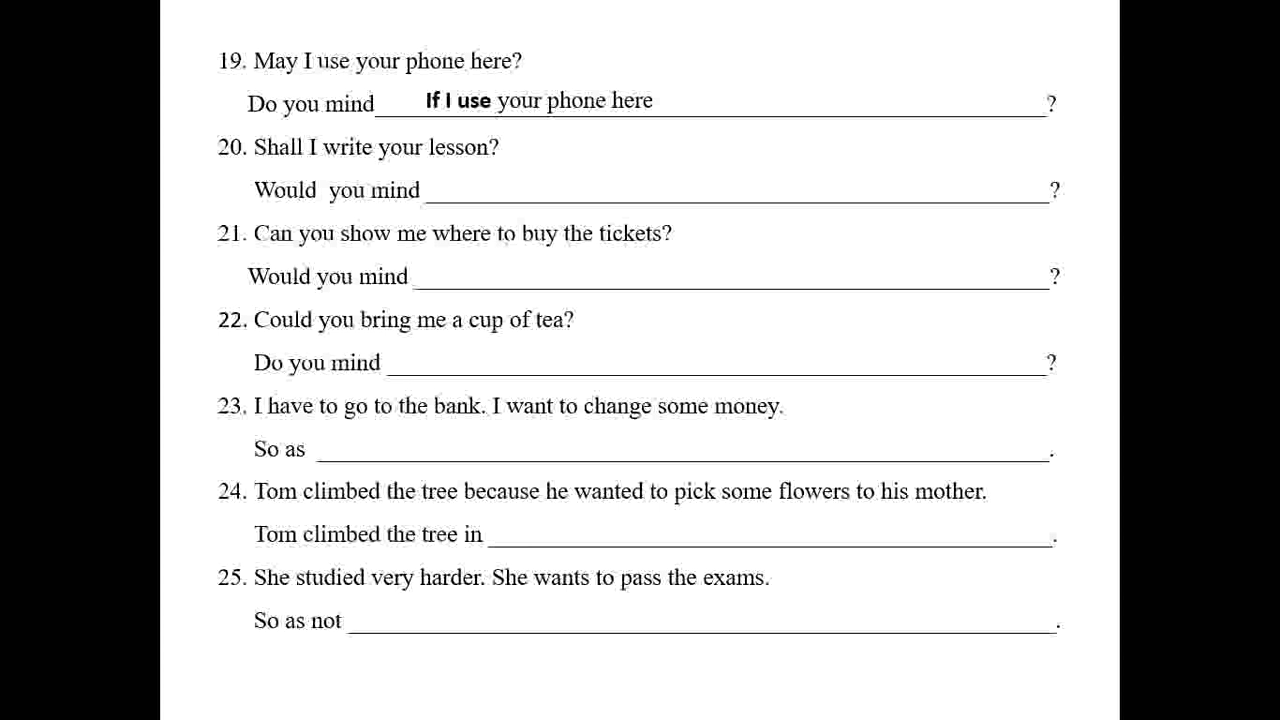 19. May I use your phone here?
Do you mind If I use your phone here ?
20. Shall I write your lesson?
Would you mind ?
21. Can you show me where to buy the tickets?
Would you mind ?
22. Could you bring me a cup of tea?
Do you mind ?
23. I have to go to the bank. I want to change some money.
So as .
24. Tom climbed the tree because he wanted to pick some flowers to his mother.
Tom climbed the tree in .
25. She studied very harder. She wants to pass the exams.
So as not .